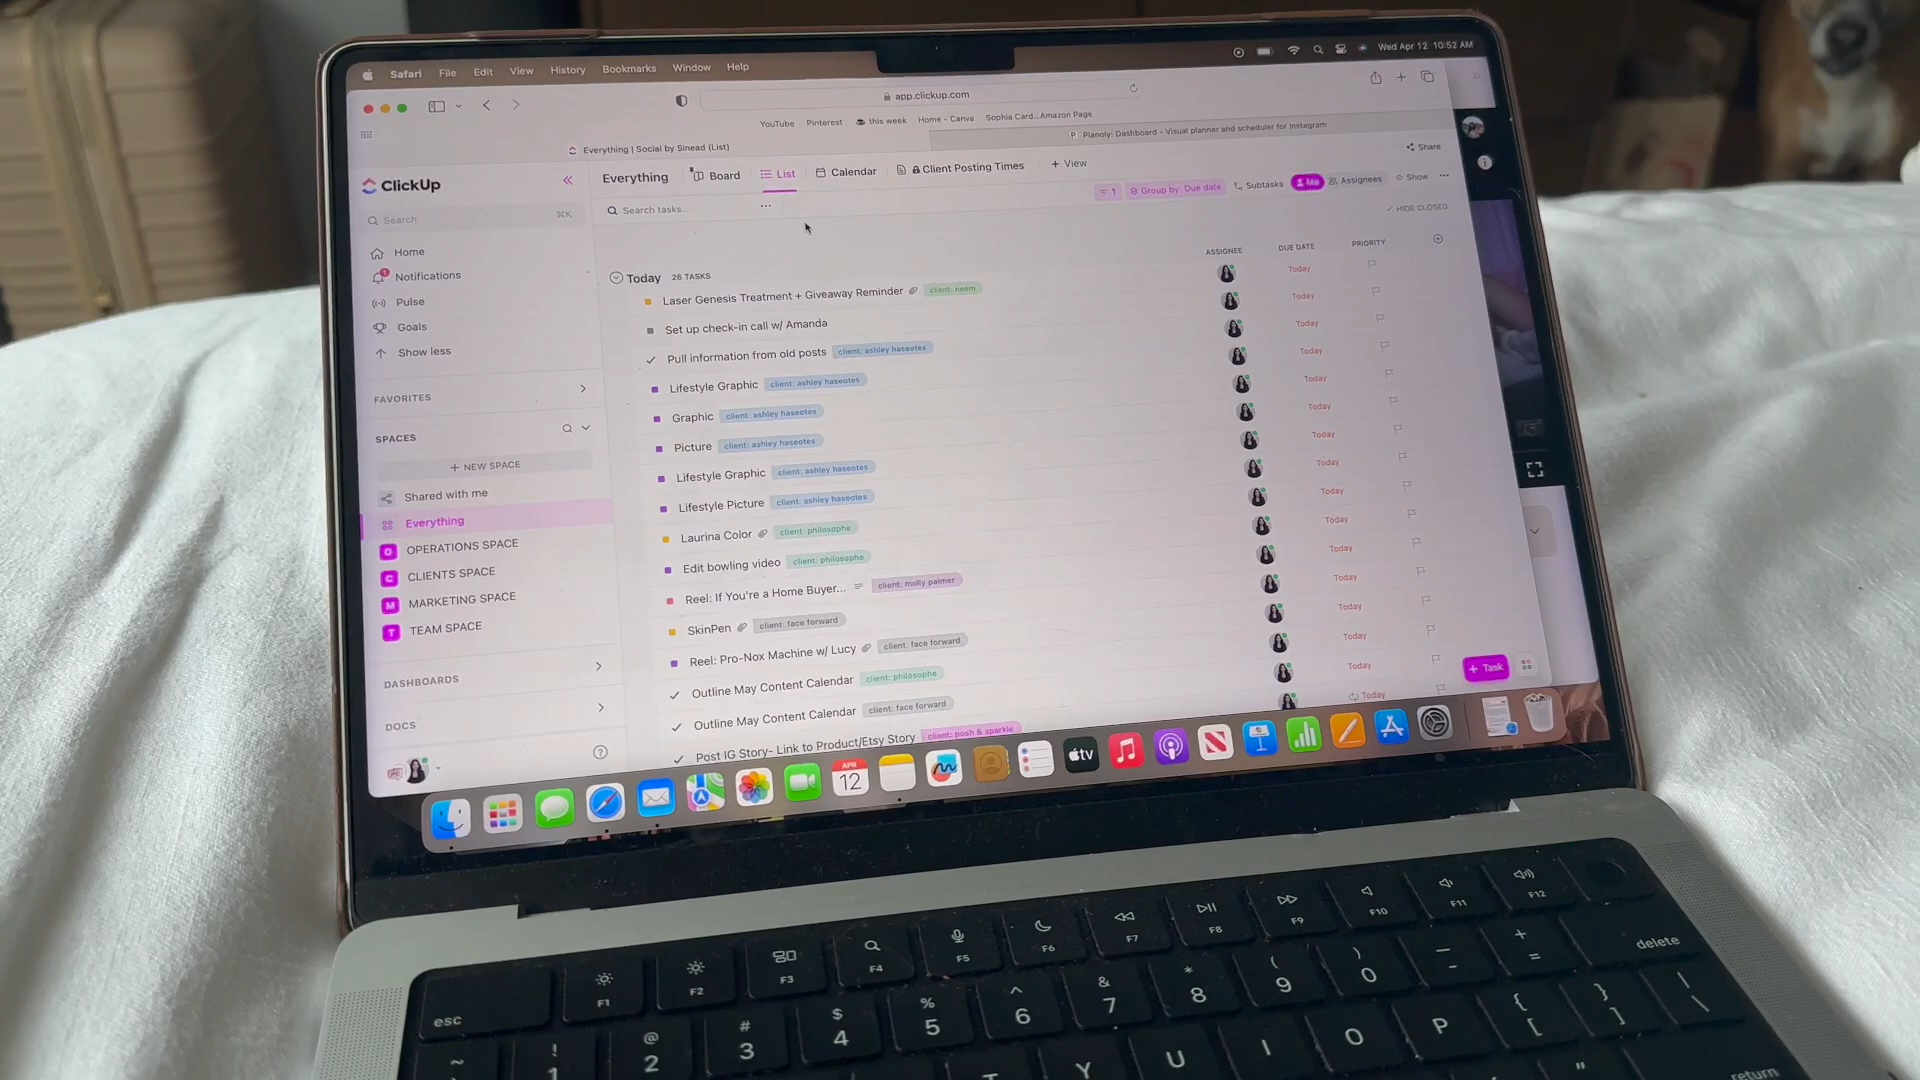 Safari File Edit View History Bookmarks Window Help
Wed Apr 12 10:52 AM
app.clickup.com
YouTube Pinterest this week Home - Canva Sophia Card...Amazon Page
Everything | Social by Sinead (List)
Planoly: Dashboard - Visual planner and scheduler for Instagram
ClickUp
Everything Board List Calendar Client Posting Times + View
Share
Search ⌘K
Search tasks...
1 Group by: Due date Subtasks Me Assignees Show
HIDE CLOSED
Home
Notifications
1
Pulse
Goals
Show less
FAVORITES
SPACES
+ NEW SPACE
Shared with me
Everything
O OPERATIONS SPACE
C CLIENTS SPACE
M MARKETING SPACE
T TEAM SPACE
DASHBOARDS
DOCS
?
Today 26 TASKS
ASSIGNEE DUE DATE PRIORITY
Laser Genesis Treatment + Giveaway Reminder client: neem Today
Set up check-in call w/ Amanda Today
Pull information from old posts client: ashley haseotes Today
Lifestyle Graphic client: ashley haseotes Today
Graphic client: ashley haseotes Today
Picture client: ashley haseotes Today
Lifestyle Graphic client: ashley haseotes Today
Lifestyle Picture client: ashley haseotes Today
Laurina Color client: philosophe Today
Edit bowling video client: philosophe Today
Reel: If You're a Home Buyer... client: molly palmer Today
SkinPen client: face forward Today
Reel: Pro-Nox Machine w/ Lucy client: face forward Today
Outline May Content Calendar client: philosophe Today
Outline May Content Calendar client: face forward Today
Post IG Story- Link to Product/Etsy Story client: posh & sparkle Today
+ Task
APR
12
tv
esc F1 F2 F3 F4 F5 F6 F7 F8 F9 F10 F11 F12
~ ! 1 @ 2 # 3 $ 4 % 5 ^ 6 & 7 * 8 ( 9 ) 0 _ - + = delete
T Y U I O P { [ } ] | \
" return